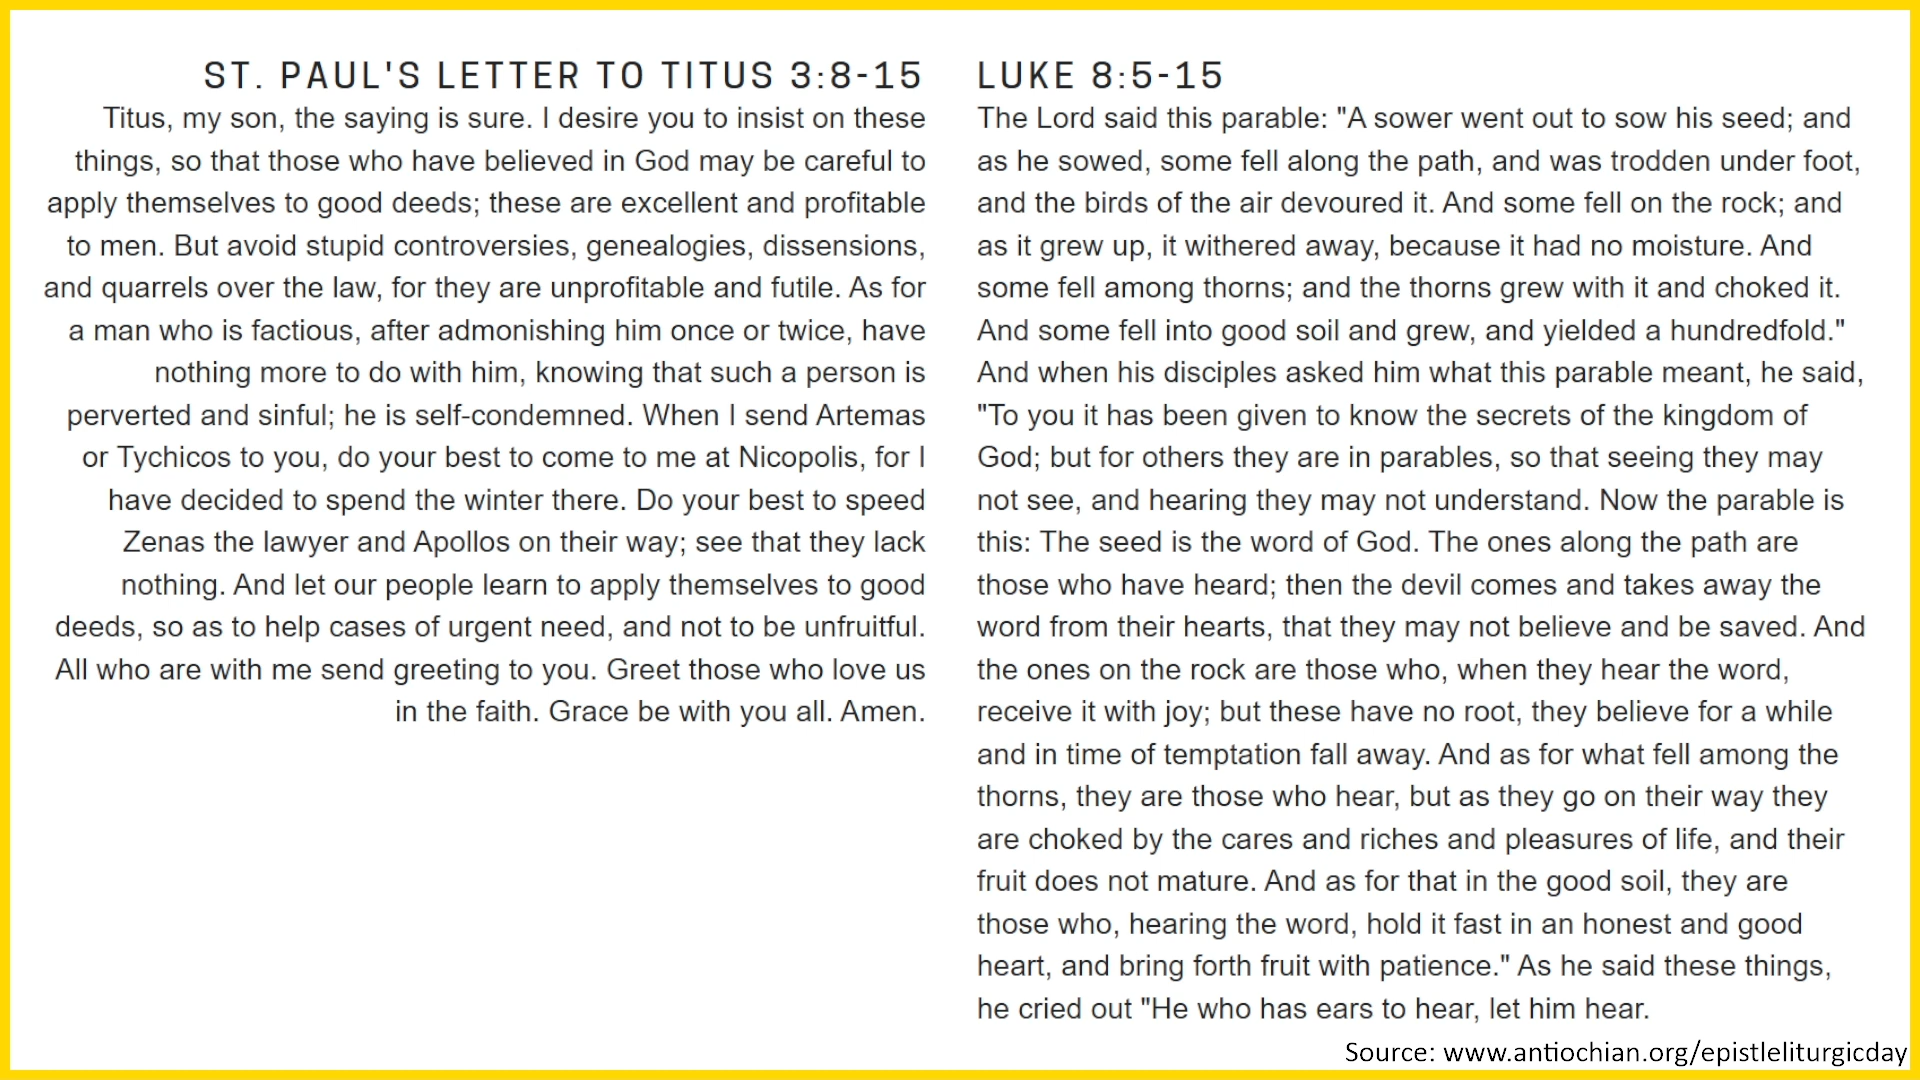 ST. PAUL'S LETTER TO TITUS 3:8-15
Titus, my son, the saying is sure. I desire you to insist on these
things, so that those who have believed in God may be careful to
apply themselves to good deeds; these are excellent and profitable
to men. But avoid stupid controversies, genealogies, dissensions,
and quarrels over the law, for they are unprofitable and futile. As for
a man who is factious, after admonishing him once or twice, have
nothing more to do with him, knowing that such a person is
perverted and sinful; he is self-condemned. When I send Artemas
or Tychicos to you, do your best to come to me at Nicopolis, for I
have decided to spend the winter there. Do your best to speed
Zenas the lawyer and Apollos on their way; see that they lack
nothing. And let our people learn to apply themselves to good
deeds, so as to help cases of urgent need, and not to be unfruitful.
All who are with me send greeting to you. Greet those who love us
in the faith. Grace be with you all. Amen.
LUKE 8:5-15
The Lord said this parable: "A sower went out to sow his seed; and
as he sowed, some fell along the path, and was trodden under foot,
and the birds of the air devoured it. And some fell on the rock; and
as it grew up, it withered away, because it had no moisture. And
some fell among thorns; and the thorns grew with it and choked it.
And some fell into good soil and grew, and yielded a hundredfold."
And when his disciples asked him what this parable meant, he said,
"To you it has been given to know the secrets of the kingdom of
God; but for others they are in parables, so that seeing they may
not see, and hearing they may not understand. Now the parable is
this: The seed is the word of God. The ones along the path are
those who have heard; then the devil comes and takes away the
word from their hearts, that they may not believe and be saved. And
the ones on the rock are those who, when they hear the word,
receive it with joy; but these have no root, they believe for a while
and in time of temptation fall away. And as for what fell among the
thorns, they are those who hear, but as they go on their way they
are choked by the cares and riches and pleasures of life, and their
fruit does not mature. And as for that in the good soil, they are
those who, hearing the word, hold it fast in an honest and good
heart, and bring forth fruit with patience." As he said these things,
he cried out "He who has ears to hear, let him hear.
Source: www.antiochian.org/epistleliturgicday